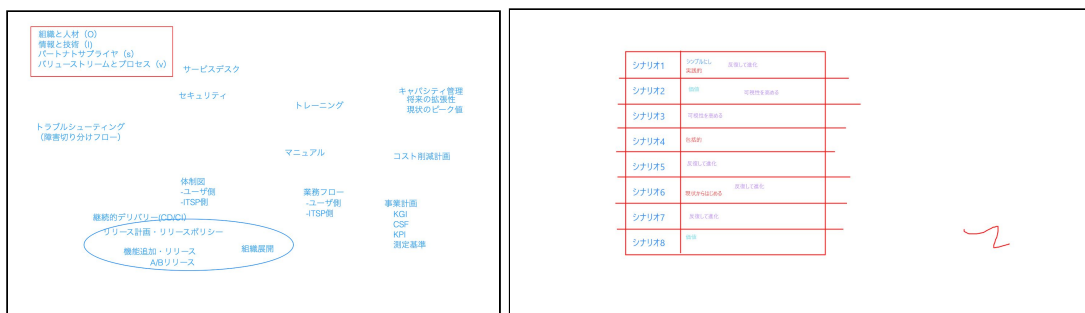 組織と人材（O）
情報と技術（I）
パートナトサプライヤ（s）
バリューストリームとプロセス（v）
サービスデスク
セキュリティ
トレーニング
キャパシティ管理
将来の拡張性
現状のピーク値
トラブルシューティング
（障害切り分けフロー）
マニュアル
コスト削減計画
体制図
-ユーザ側
-ITSP側
業務フロー
-ユーザ側
-ITSP側
事業計画
KGI
CSF
KPI
測定基準
継続的デリバリー(CD/CI)
リリース計画・リリースポリシー
機能追加・リリース
A/Bリリース
組織展開
シナリオ1
シンプルとし
実践的
反復して進化
シナリオ2
可視性を高める
シナリオ3
可視性を高める
シナリオ4
包括的
シナリオ5
反復して進化
シナリオ6
現状からはじめる
反復して進化
シナリオ7
反復して進化
シナリオ8